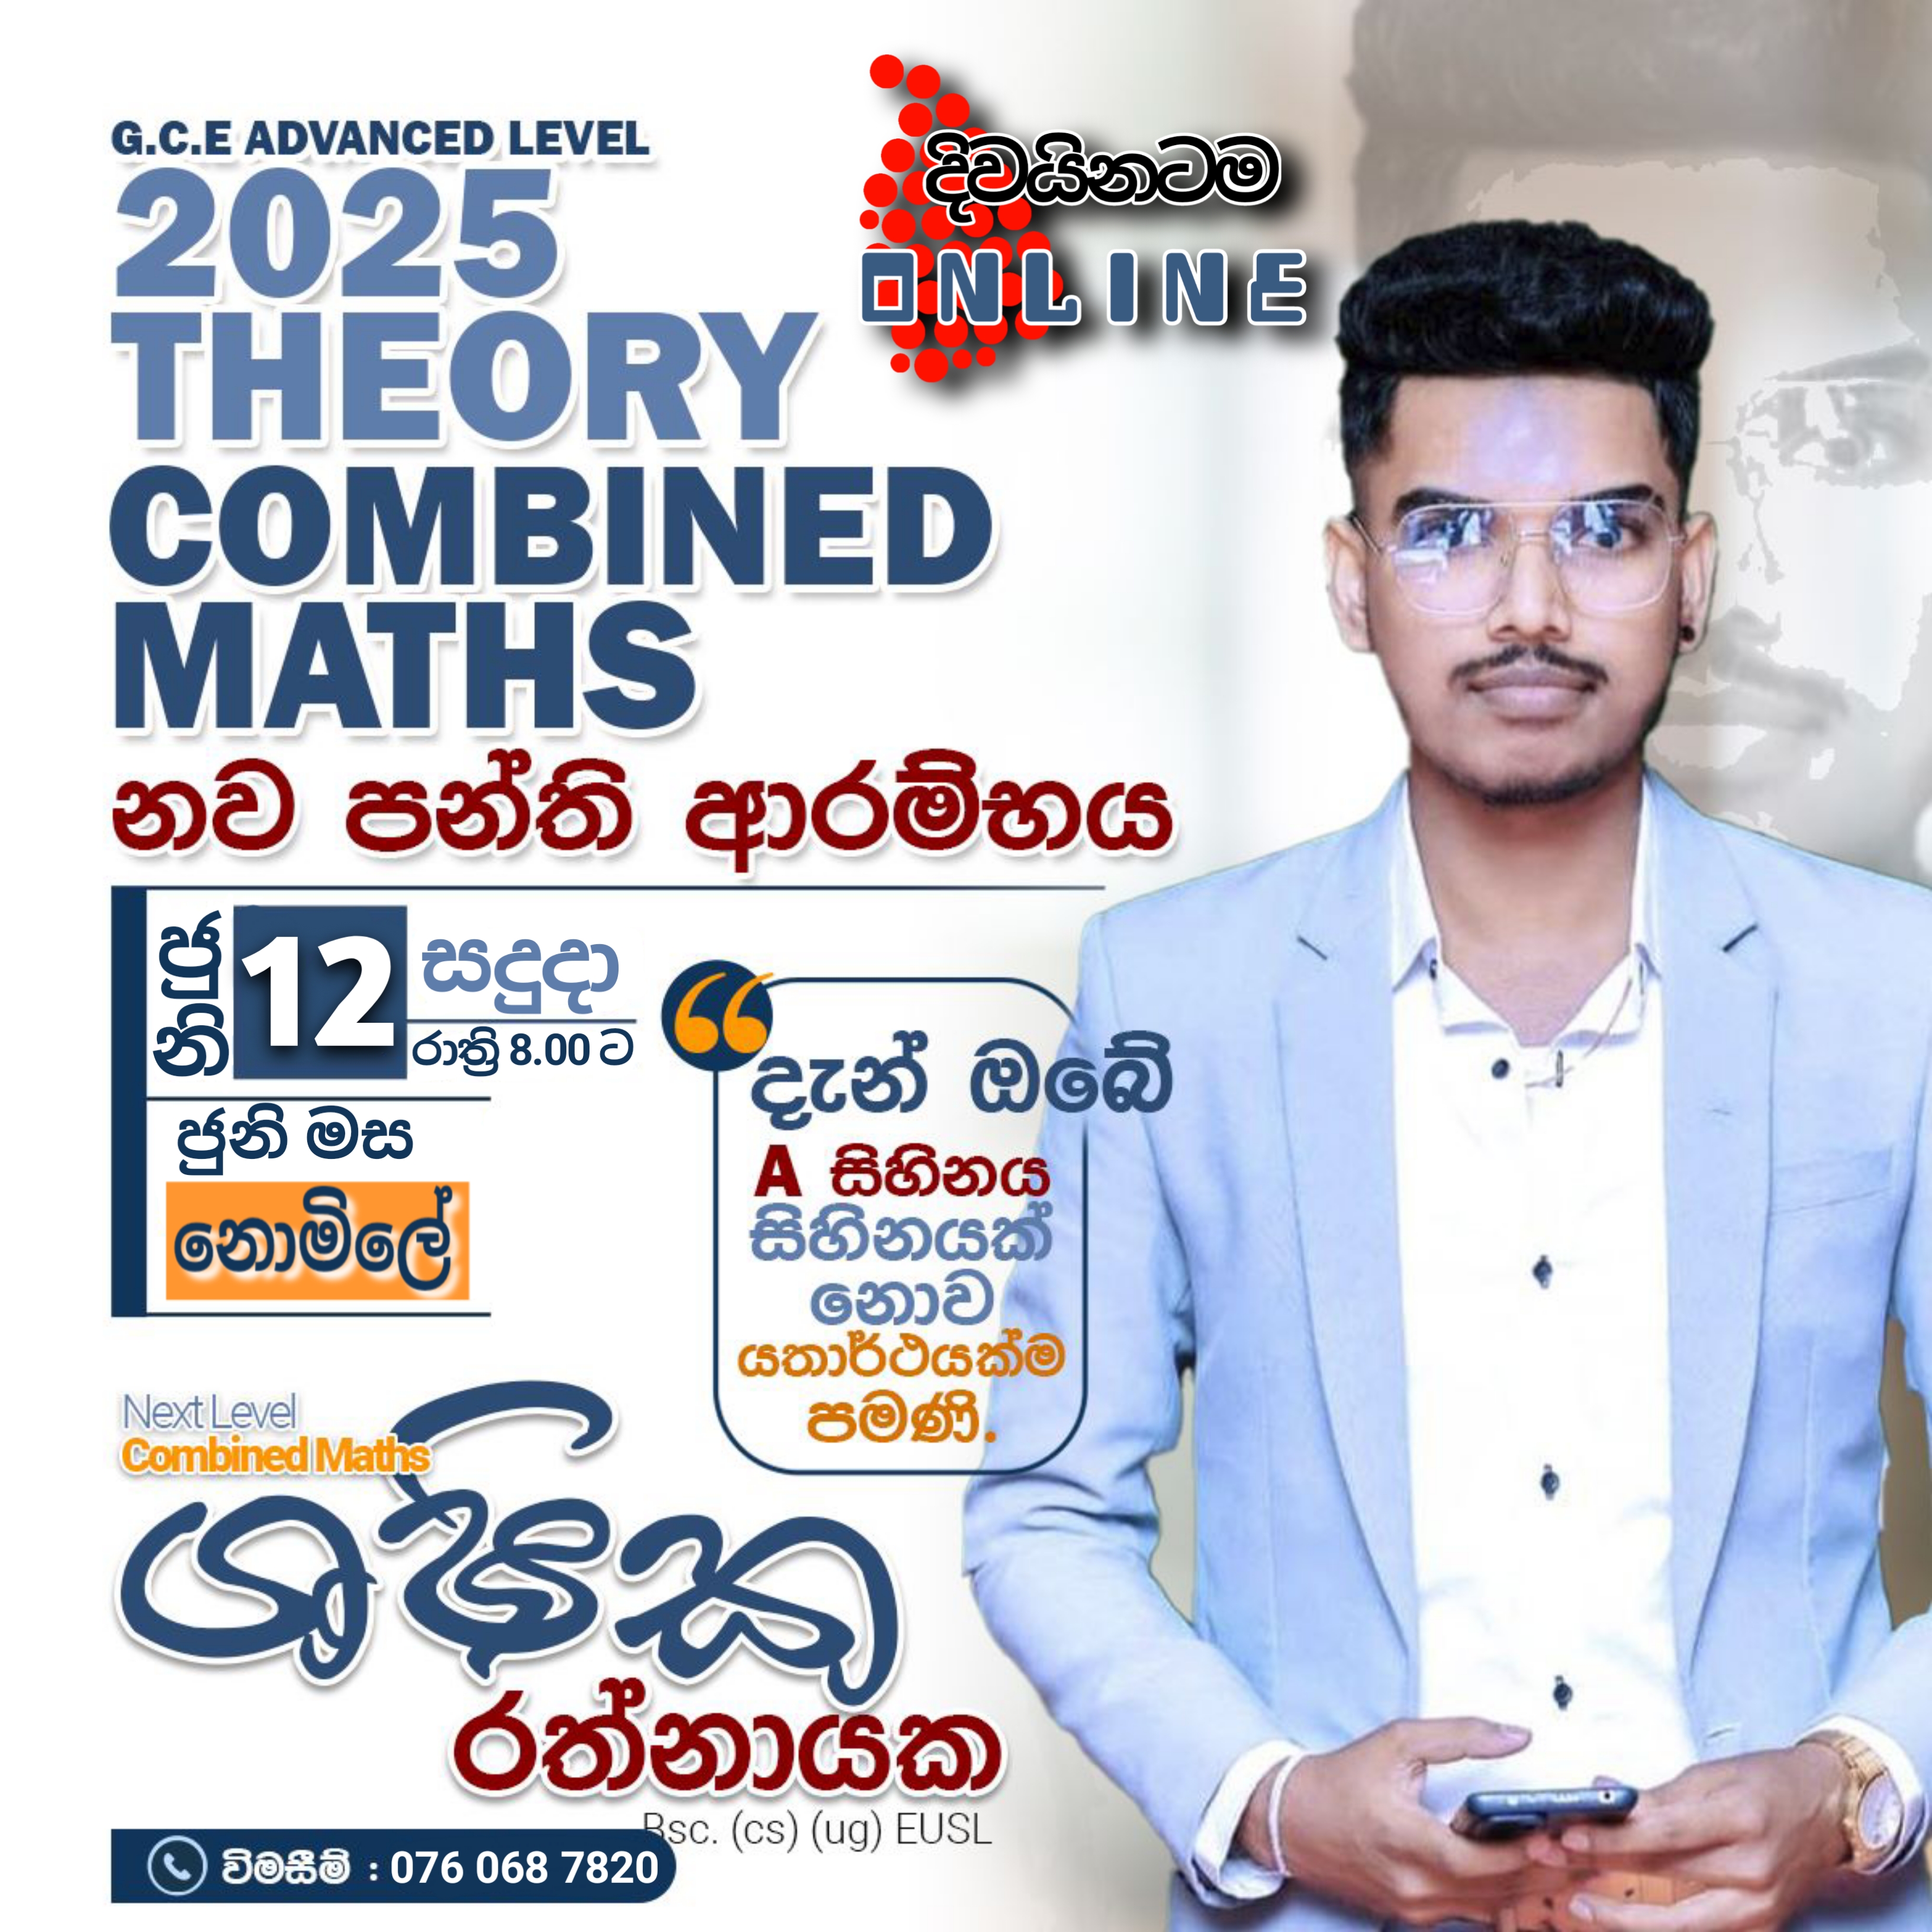 G.C.E ADVANCED LEVEL
2025
THEORY
COMBINED
MATHS
දිවයිනටම
ONLINE
නව පන්ති ආරම්භය
ජුනි 12 සඳුදා
රාත්‍රි 8.00 ට
ජුනි මස
නොමිලේ
“ දැන් ඔබේ
A සිහිනය
සිහිනයක්
නොව
යතාර්ථයක්ම
පමණි.
Next Level
Combined Maths
රත්නායක
Bsc. (cs) (ug) EUSL
විමසීම් : 076 068 7820